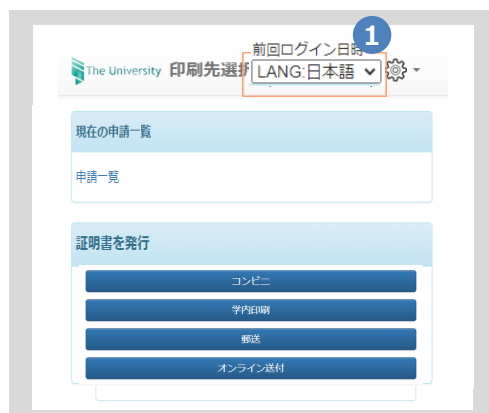 1
前回ログイン日時
The University 印刷先選択 LANG:日本語
現在の申請一覧
申請一覧
証明書を発行
コンビニ
学内印刷
郵送
オンライン送付